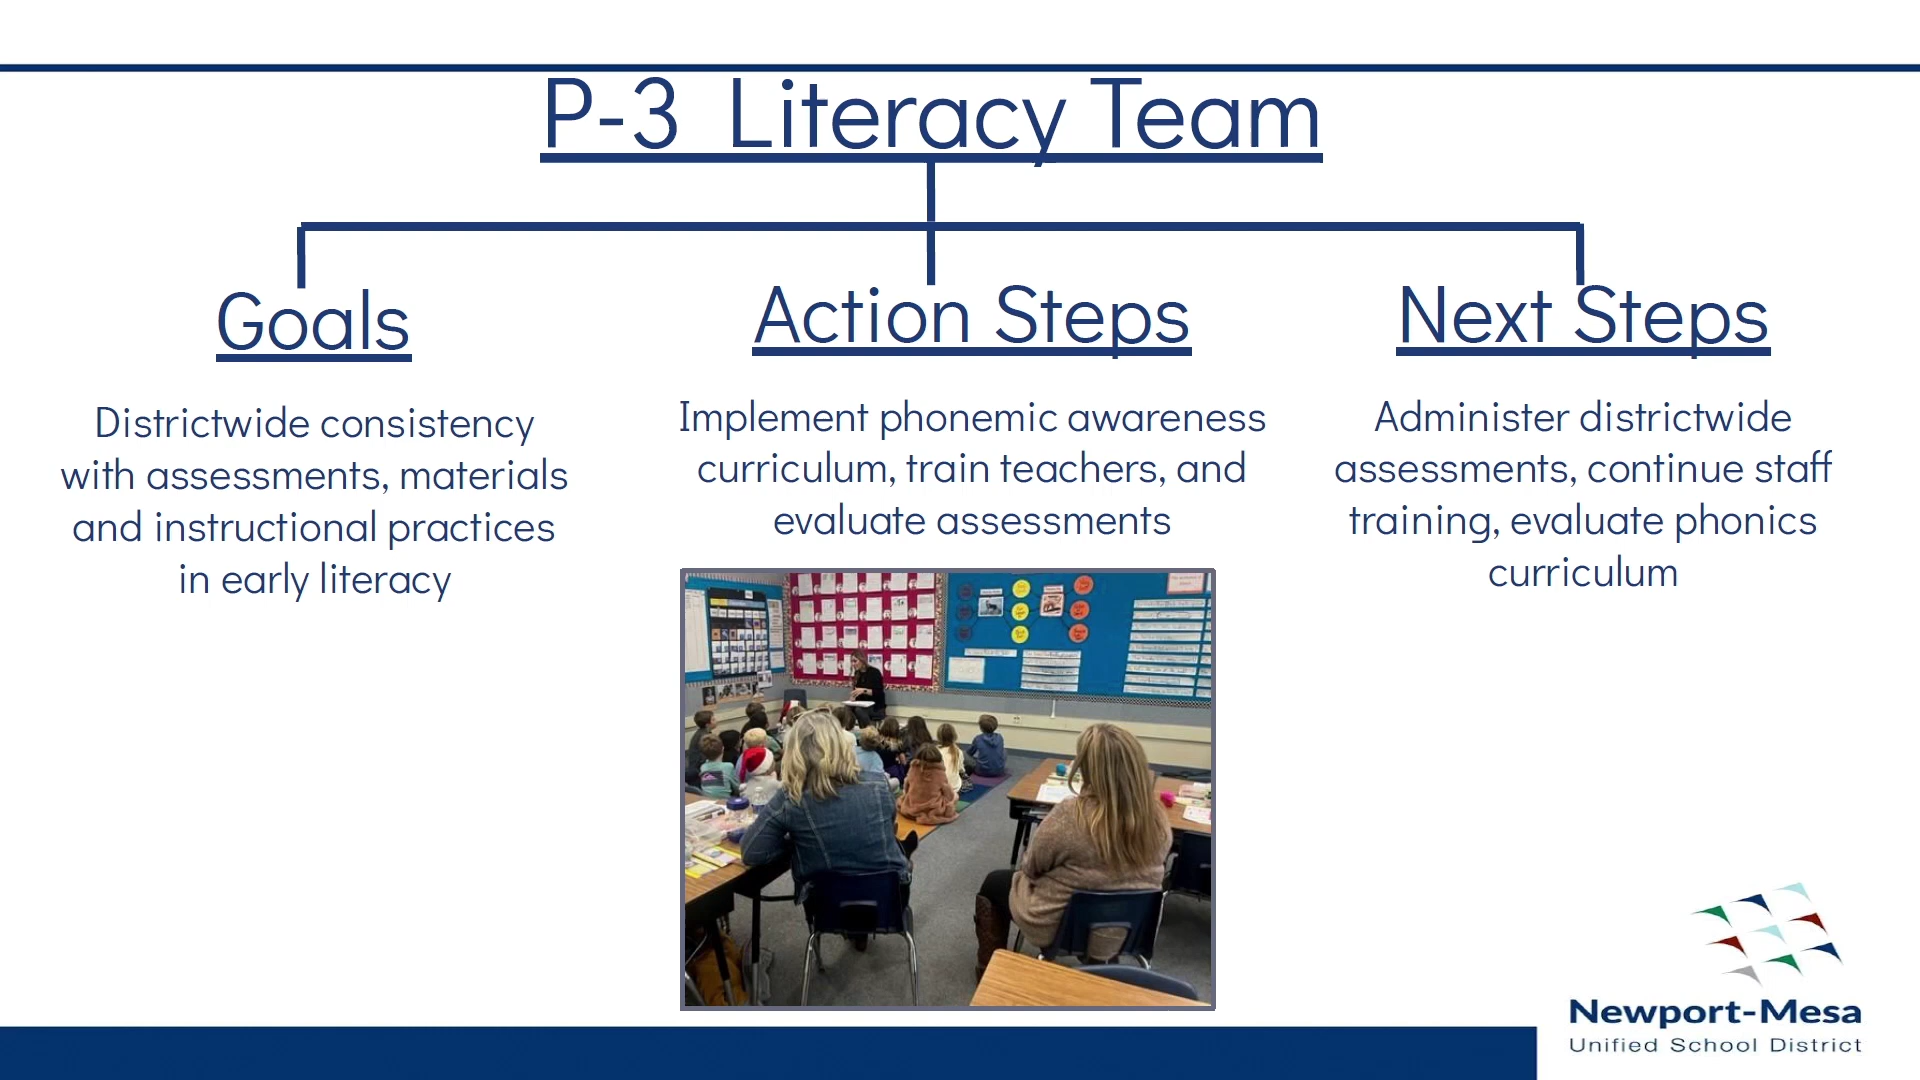 P-3 Literacy Team
Goals
Districtwide consistency
with assessments, materials
and instructional practices
in early literacy
Action Steps
Implement phonemic awareness
curriculum, train teachers, and
evaluate assessments
Next Steps
Administer districtwide
assessments, continue staff
training, evaluate phonics
curriculum
Newport-Mesa
Unified School District